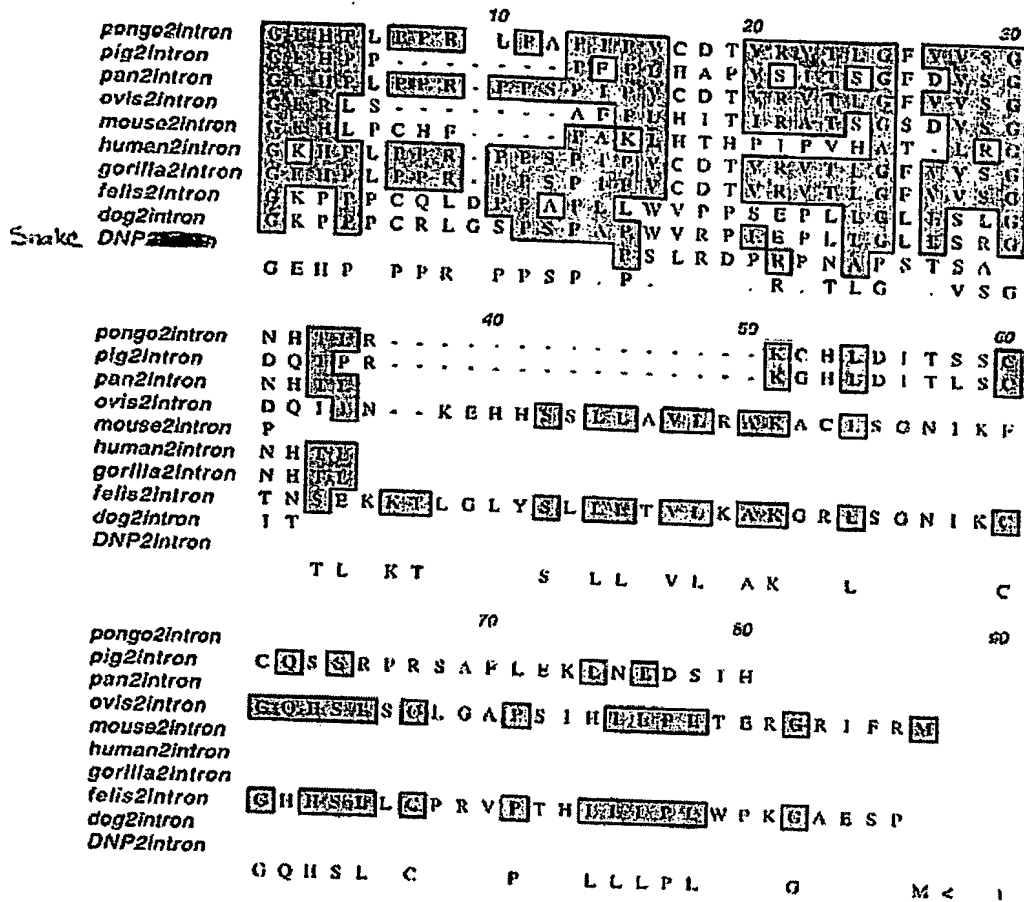 10 20 30
pongo2intron G E H P L P P R L P A P I P V C D T V R V T L G F V V S G
pig2intron G E H P P - - - - - - - P F P L H A P V S I T S G F D V S G
pan2intron G E H P L P P R - P P S P I P V C D T V R V T L G F V V S G
ovis2intron G E R L S - - - - - - A F P L H I T I R A T S G S D V S G
mouse2intron G E H L P C H F - P A K L H T H P I P V H A T - L R G
human2intron G K H P L P P R - P P S P I P V C D T V R V T L G F V V S G
gorilla2intron G E H P L P P R - P P S P I P V C D T V R V T L G F V V S G
felis2intron G K P P P C Q L D P P A P L L W V P P S E P L L G L E S L G
dog2intron G K P E P C R L G S P S P A P W V R P P E P L T G L E S R G
Snake DNP P S L R D P R P N A P S T S A
G E H P P P R P P S P . P . R . T L G . V S G
40 50 60
pongo2intron N H T L R - - - - - - - - - - - - - - - K C H L D I T S S C
pig2intron D Q T P R - - - - - - - - - - - - - - - K G H L D I T L S C
pan2intron N H T L
ovis2intron D Q I L N - - K E H H S S L L A V L R W K A C L S G N I K F
mouse2intron P
human2intron N H T L
gorilla2intron N H T L
felis2intron T N S E K K T L G L Y S L L H T V L K A K G R E S G N I K C
dog2intron I T
DNP2intron
T L K T S L L V L A K L C
70 80 90
pongo2intron
pig2intron C Q S S R P R S A F L E K L N E D S I H
pan2intron
ovis2intron G Q H S L S C L G A P S I H L L P H T E R G R I F R M
mouse2intron
human2intron
gorilla2intron
felis2intron G H H S L L C P R V P T H L L L P L W P K G A E S P
dog2intron
DNP2intron
G Q H S L C P L L L P L G M <